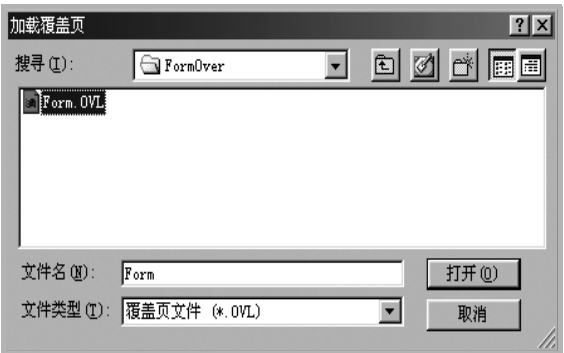 加载覆盖页
搜寻(I):
FormOver
Form.OVL
文件名(N):
Form
打开(O)
文件类型(T):
覆盖页文件 (*.OVL)
取消